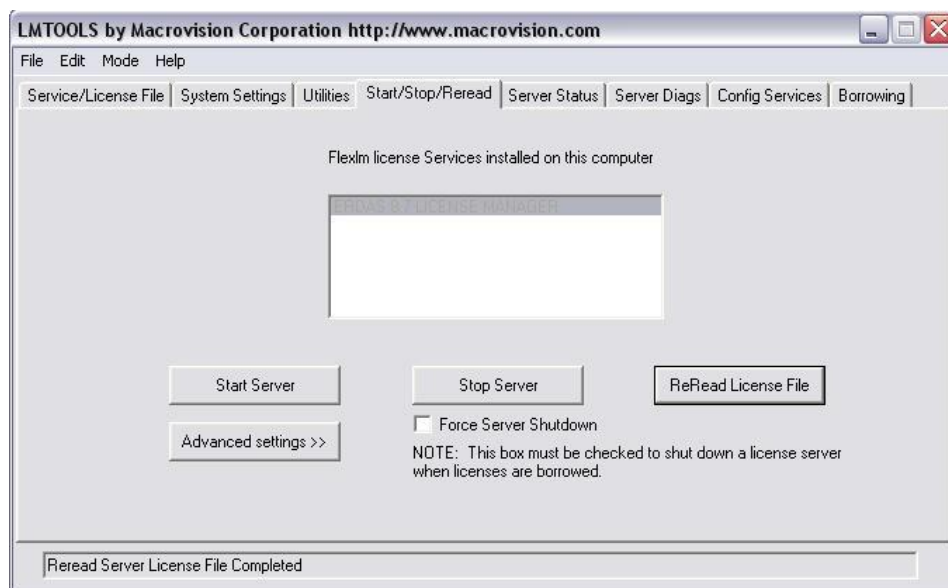 LMTOOLS by Macrovision Corporation http://www.macrovision.com
File Edit Mode Help
Service/License File System Settings Utilities Start/Stop/Reread Server Status Server Diags Config Services Borrowing
Flexlm license Services installed on this computer
ERDAS 8.7 LICENSE MANAGER
Start Server Stop Server ReRead License File
Force Server Shutdown
Advanced settings >>
NOTE: This box must be checked to shut down a license server
when licenses are borrowed.
Reread Server License File Completed